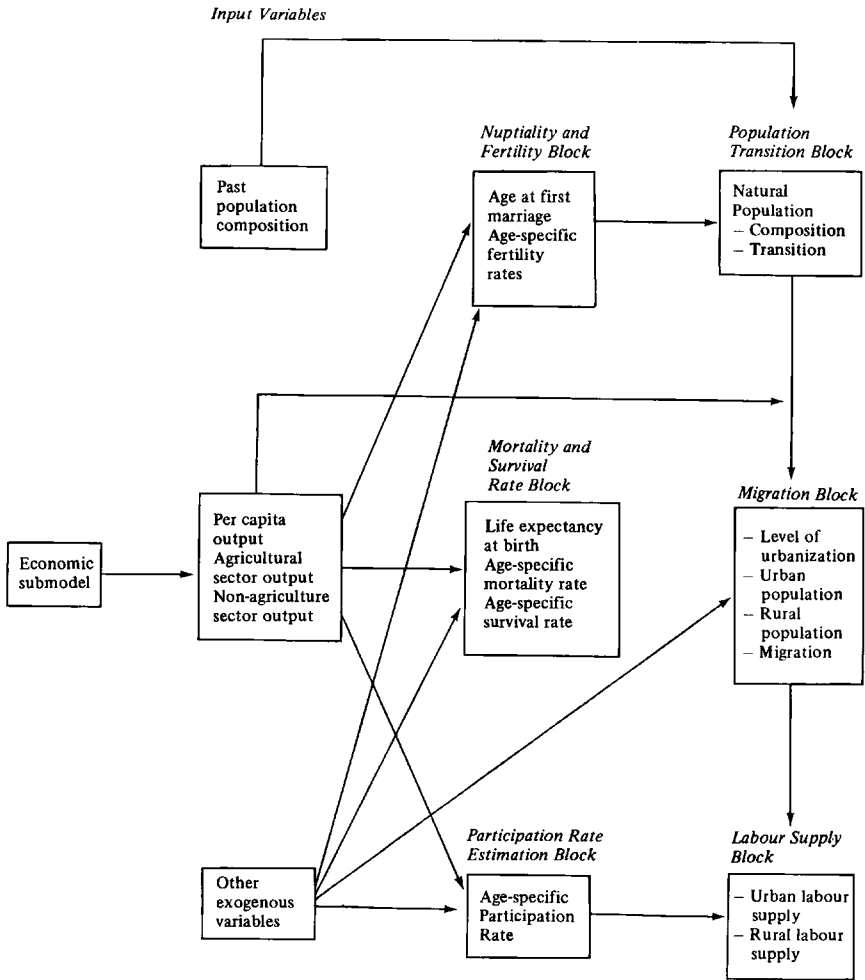 Input Variables
Nuptiality and
Fertility Block
Population
Transition Block
Past
population
composition
Age at first
marriage
Age-specific
fertility
rates
Natural
Population
– Composition
– Transition
Mortality and
Survival
Rate Block
Migration Block
Economic
submodel
Per capita
output
Agricultural
sector output
Non-agriculture
sector output
Life expectancy
at birth
Age-specific
mortality rate
Age-specific
survival rate
– Level of
urbanization
– Urban
population
– Rural
population
– Migration
Participation Rate
Estimation Block
Labour Supply
Block
Other
exogenous
variables
Age-specific
Participation
Rate
– Urban labour
supply
– Rural labour
supply